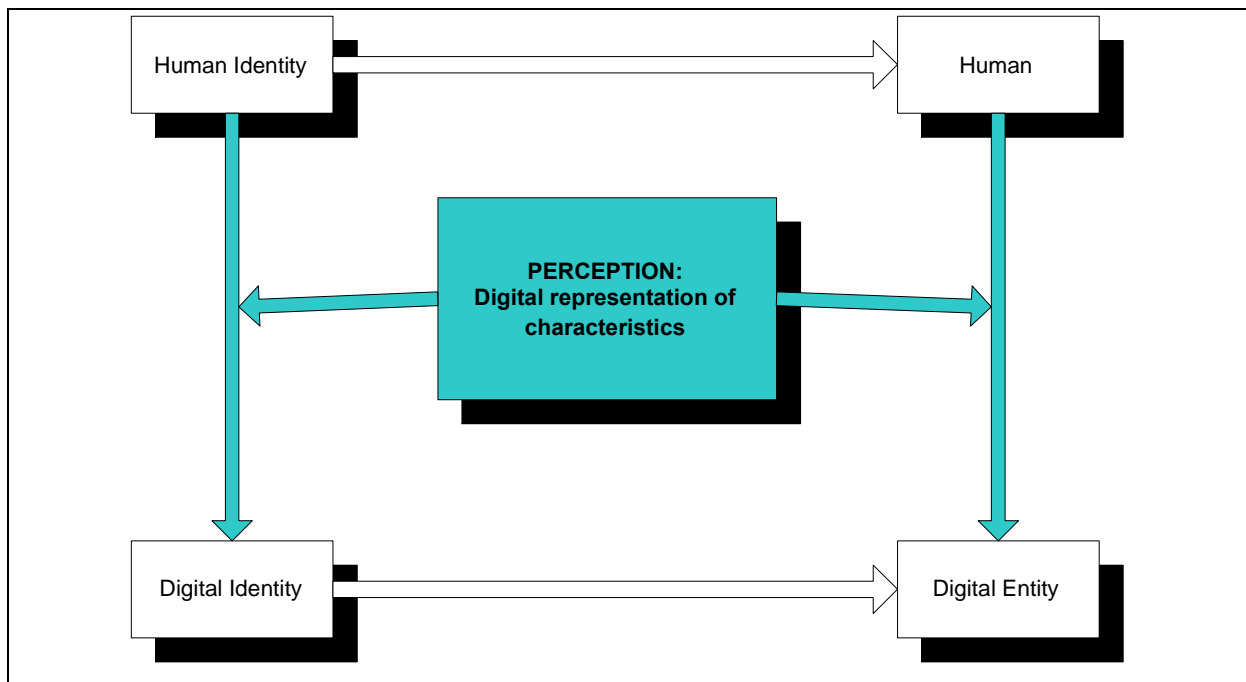 Human Identity
Human
PERCEPTION:
Digital representation of
characteristics
Digital Identity
Digital Entity